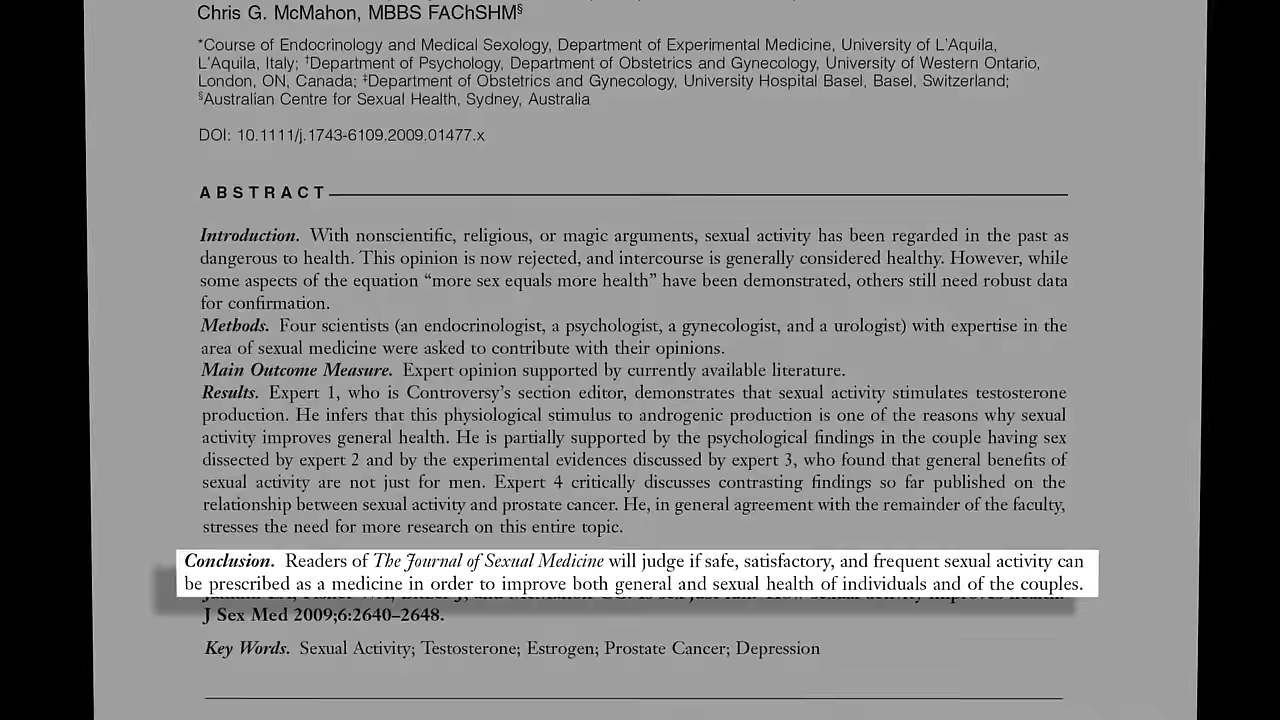 Chris G. McMahon, MBBS FAChSHM§
*Course of Endocrinology and Medical Sexology, Department of Experimental Medicine, University of L'Aquila,
L'Aquila, Italy; †Department of Psychology, Department of Obstetrics and Gynecology, University of Western Ontario,
London, ON, Canada; ‡Department of Obstetrics and Gynecology, University Hospital Basel, Basel, Switzerland;
§Australian Centre for Sexual Health, Sydney, Australia
DOI: 10.1111/j.1743-6109.2009.01477.x
ABSTRACT
Introduction. With nonscientific, religious, or magic arguments, sexual activity has been regarded in the past as
dangerous to health. This opinion is now rejected, and intercourse is generally considered healthy. However, while
some aspects of the equation “more sex equals more health” have been demonstrated, others still need robust data
for confirmation.
Methods. Four scientists (an endocrinologist, a psychologist, a gynecologist, and a urologist) with expertise in the
area of sexual medicine were asked to contribute with their opinions.
Main Outcome Measure. Expert opinion supported by currently available literature.
Results. Expert 1, who is Controversy's section editor, demonstrates that sexual activity stimulates testosterone
production. He infers that this physiological stimulus to androgenic production is one of the reasons why sexual
activity improves general health. He is partially supported by the psychological findings in the couple having sex
dissected by expert 2 and by the experimental evidences discussed by expert 3, who found that general benefits of
sexual activity are not just for men. Expert 4 critically discusses contrasting findings so far published on the
relationship between sexual activity and prostate cancer. He, in general agreement with the remainder of the faculty,
stresses the need for more research on this entire topic.
Conclusion. Readers of The Journal of Sexual Medicine will judge if safe, satisfactory, and frequent sexual activity can
be prescribed as a medicine in order to improve both general and sexual health of individuals and of the couples.
J Sex Med 2009;6:2640–2648.
Key Words. Sexual Activity; Testosterone; Estrogen; Prostate Cancer; Depression